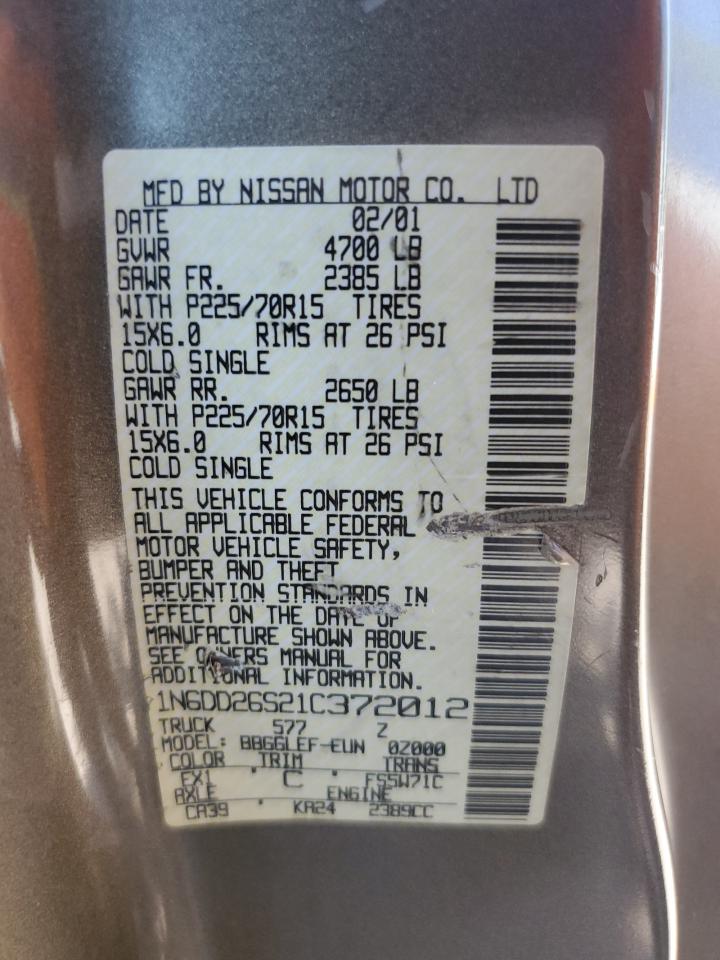 MFD BY NISSAN MOTOR CO. LTD
DATE 02/01
GVWR 4700 LB
GAWR FR. 2385 LB
WITH P225/70R15 TIRES
15X6.0 RIMS AT 26 PSI
COLD SINGLE
GAWR RR. 2650 LB
WITH P225/70R15 TIRES
15X6.0 RIMS AT 26 PSI
COLD SINGLE
THIS VEHICLE CONFORMS TO
ALL APPLICABLE FEDERAL
MOTOR VEHICLE SAFETY,
BUMPER AND THEFT
PREVENTION STANDARDS IN
EFFECT ON THE DATE OF
MANUFACTURE SHOWN ABOVE.
SEE OWNERS MANUAL FOR
ADDITIONAL INFORMATION.
1N6DD26S21C372012
TRUCK 577 Z
MODEL: BBGGLEF-EUN 0Z000
COLOR TRIM TRANS
EX1 C FS5W71C
AXLE ENGINE
CA39 KA24 2389CC